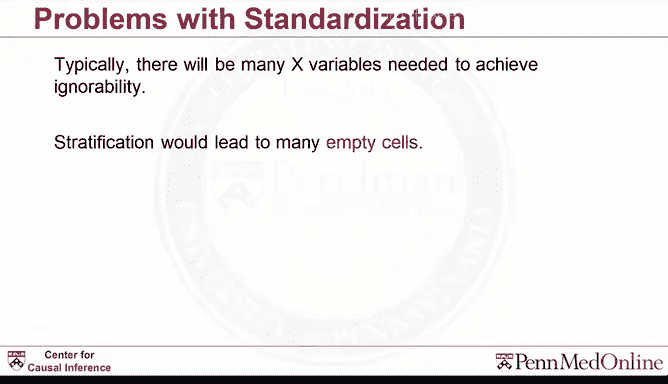 Problems with Standardization
Typically, there will be many X variables needed to achieve
ignorability.
Stratification would lead to many empty cells.
Center for
Causal Inference
PennMedOnline